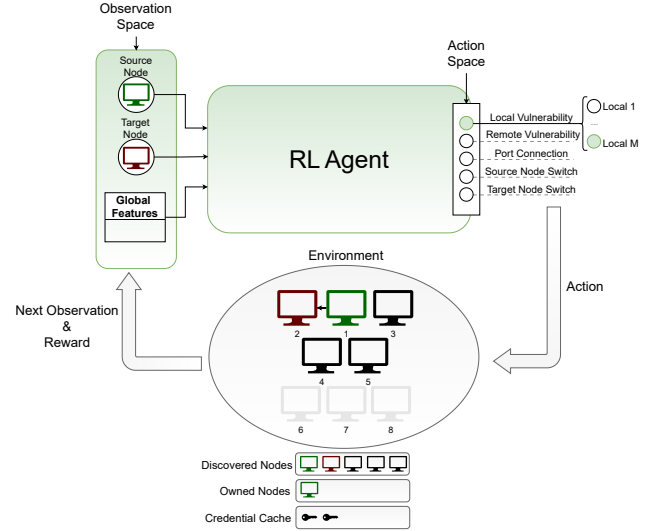 Observation
Space
Source
Node
Target
Node
Global
Features
RL Agent
Action
Space
Local Vulnerability
Remote Vulnerability
Port Connection
Source Node Switch
Target Node Switch
Local 1
...
Local M
Action
Environment
2
1
3
4
5
6
7
8
Next Observation
&
Reward
Discovered Nodes
Owned Nodes
Credential Cache